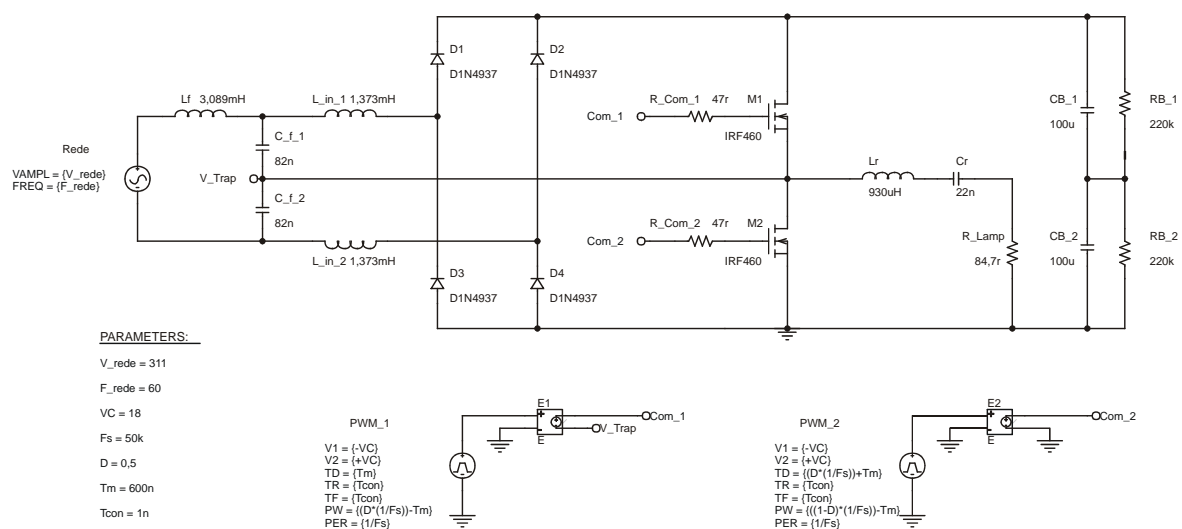 D1
D1N4937
D2
D1N4937
Lf 3,089mH
L_in_1 1,373mH
R_Com_1 47r
M1
Com_1
IRF460
CB_1
100u
RB_1
220k
C_f_1
82n
Rede
VAMPL = {V_rede}
FREQ = {F_rede}
V_Trap
Lr
930uH
Cr
22n
C_f_2
82n
R_Com_2 47r
M2
Com_2
IRF460
R_Lamp
84,7r
CB_2
100u
RB_2
220k
L_in_2 1,373mH
D3
D1N4937
D4
D1N4937
PARAMETERS:
V_rede = 311
F_rede = 60
VC = 18
Fs = 50k
D = 0,5
Tm = 600n
Tcon = 1n
PWM_1
V1 = {-VC}
V2 = {+VC}
TD = {Tm}
TR = {Tcon}
TF = {Tcon}
PW = {(D*(1/Fs))-Tm}
PER = {1/Fs}
E1
+
-
E
Com_1
V_Trap
PWM_2
V1 = {-VC}
V2 = {+VC}
TD = {(D*(1/Fs))+Tm}
TR = {Tcon}
TF = {Tcon}
PW = {((1-D)*(1/Fs))-Tm}
PER = {1/Fs}
E2
+
-
E
Com_2